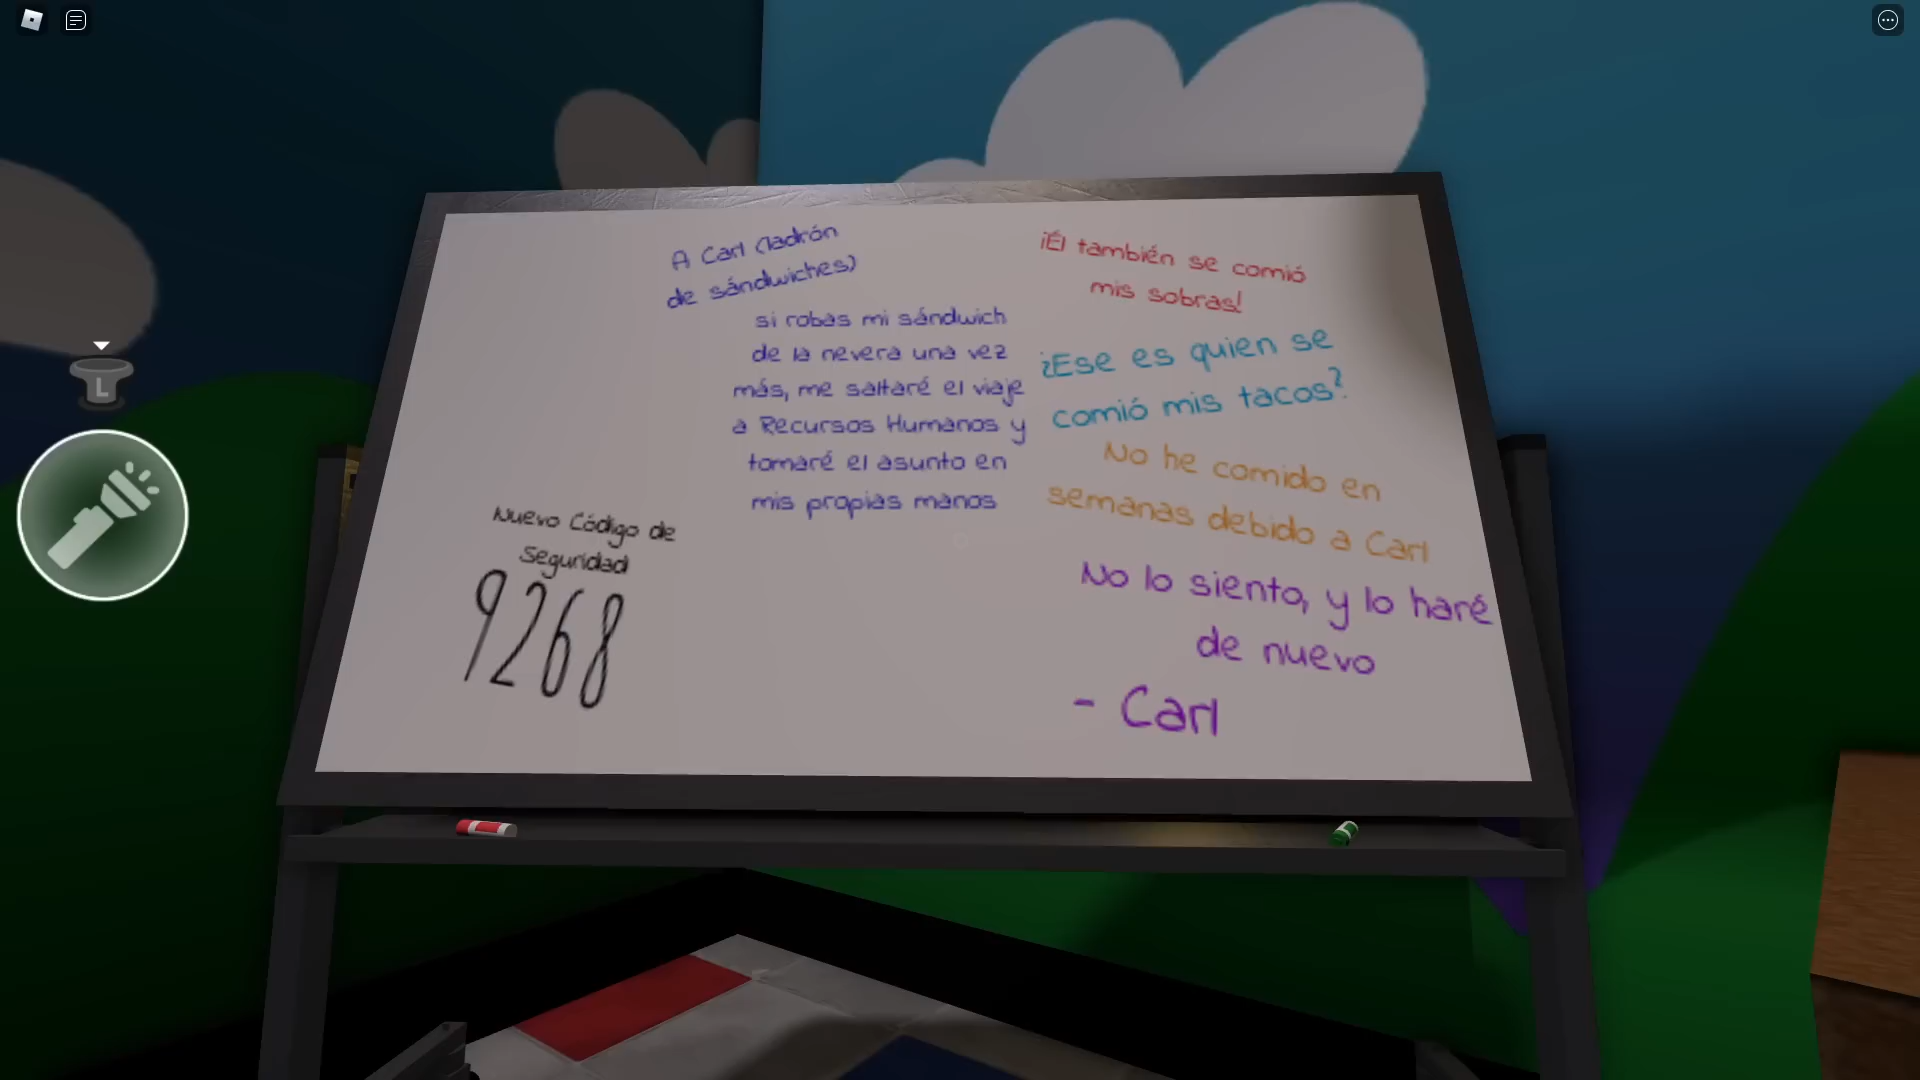 A Carl (ladrón
de sándwiches)
si robas mi sándwich
de la nevera una vez
más, me saltaré el viaje
a Recursos Humanos y
tomaré el asunto en
mis propias manos
Nuevo Código de
Seguridad
9268
¡Él también se comió
mis sobras!
¿Ese es quien se
comió mis tacos?
No he comido en
semanas debido a Carl
No lo siento, y lo haré
de nuevo
- Carl
L